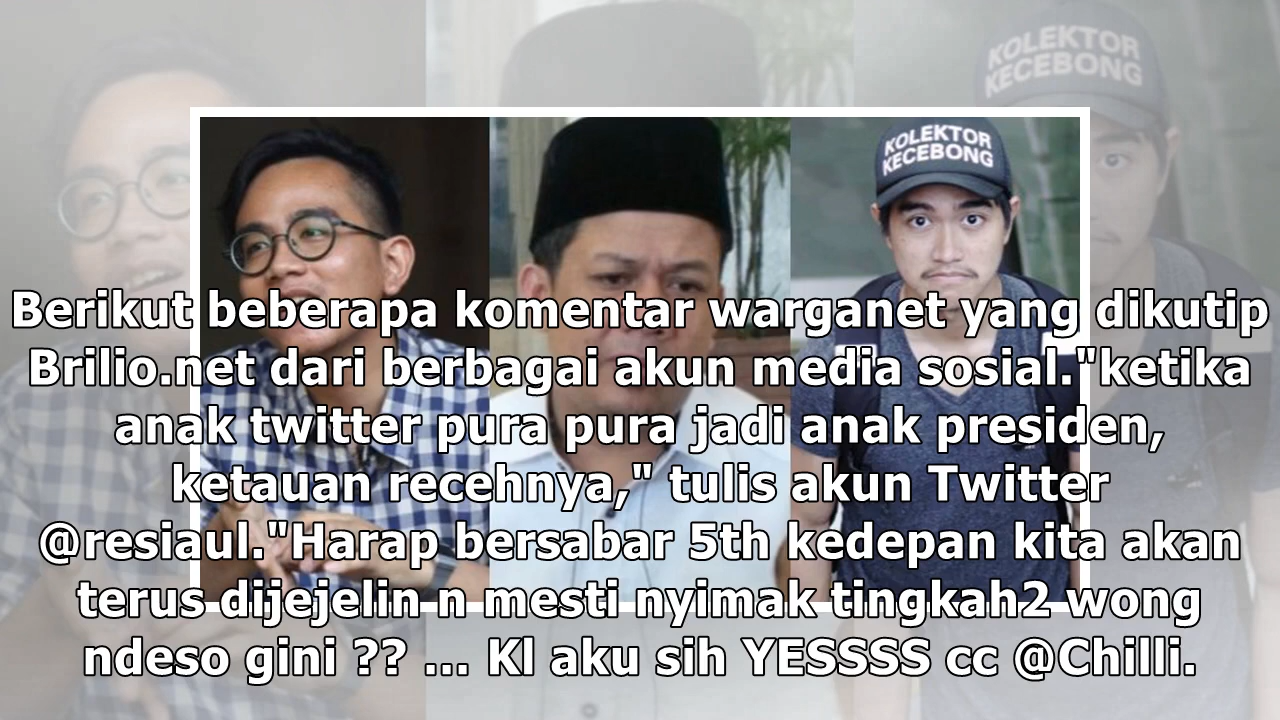 KOLEKTOR
KECEBONG
KOLEKTOR
KECEBONG
Berikut beberapa komentar warganet yang dikutip
Brilio.net dari berbagai akun media sosial."ketika
anak twitter pura pura jadi anak presiden,
ketauan recehnya," tulis akun Twitter
@resiaul."Harap bersabar 5th kedepan kita akan
terus dijejelin n mesti nyimak tingkah2 wong
ndeso gini ?? ... Kl aku sih YESSSS cc @Chilli.